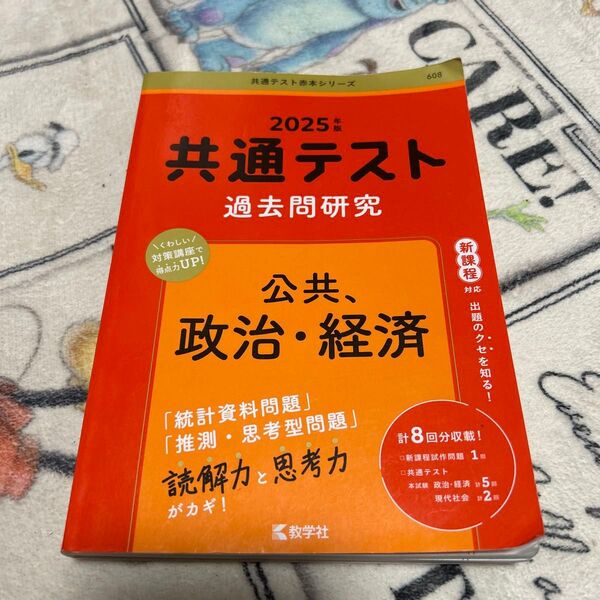 共通テスト赤本シリーズ
608
2025年版
共通テスト
過去問研究
くわしい
対策講座で
得点力UP!
新課程 対応 出題のクセを知る!
公共、
政治・経済
「統計資料問題」
「推測・思考型問題」
読解力と思考力
がカギ!
計8回分収載!
□新課程試作問題 1回
□共通テスト
本試験 政治・経済 計5回
現代社会 計2回
教学社
CARE!